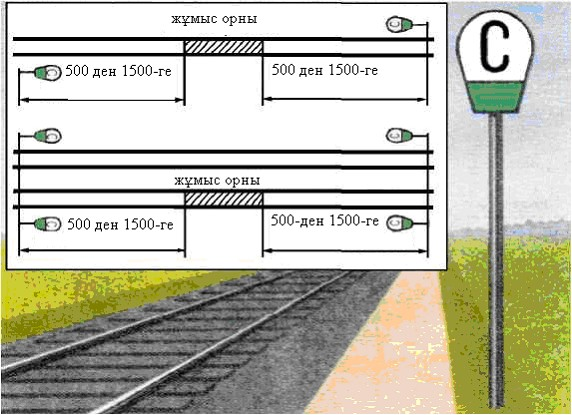 жұмыс орны
500 ден 1500-ге 500 ден 1500-ге
жұмыс орны
500 ден 1500-ге 500-ден 1500-ге
С